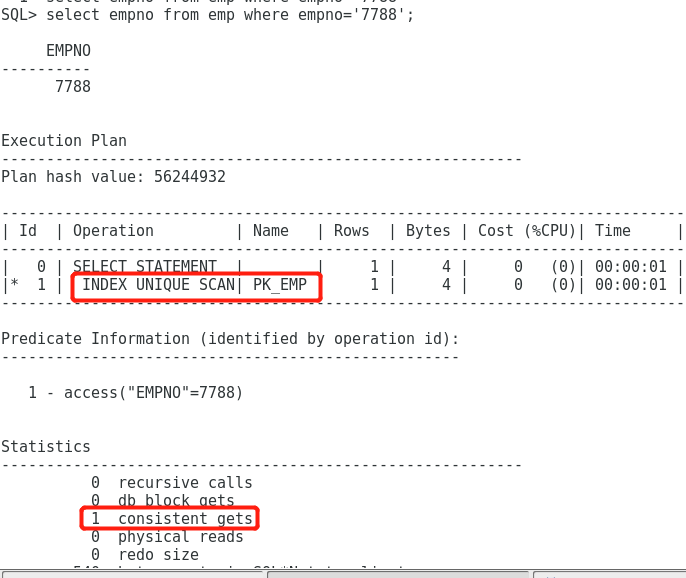 SQL> select empno from emp where empno='7788';
     EMPNO
----------
      7788
Execution Plan
----------------------------------------------------------
Plan hash value: 56244932
----------------------------------------------------------------------------
| Id  | Operation         | Name   | Rows  | Bytes | Cost (%CPU)| Time     |
----------------------------------------------------------------------------
|   0 | SELECT STATEMENT  |        |     1 |     4 |     0   (0)| 00:00:01 |
|*  1 |  INDEX UNIQUE SCAN| PK_EMP |     1 |     4 |     0   (0)| 00:00:01 |
----------------------------------------------------------------------------
Predicate Information (identified by operation id):
---------------------------------------------------
   1 - access("EMPNO"=7788)
Statistics
----------------------------------------------------------
          0  recursive calls
          0  db block gets
          1  consistent gets
          0  physical reads
          0  redo size